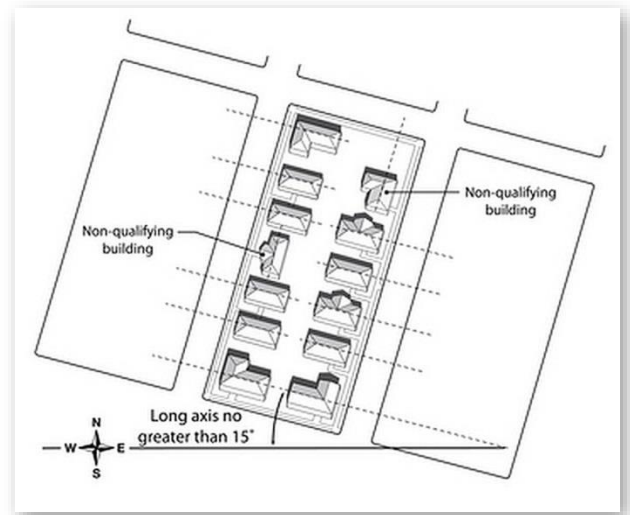 Non-qualifying
building
Non-qualifying
building
Long axis no
greater than 15°
N
W E
S